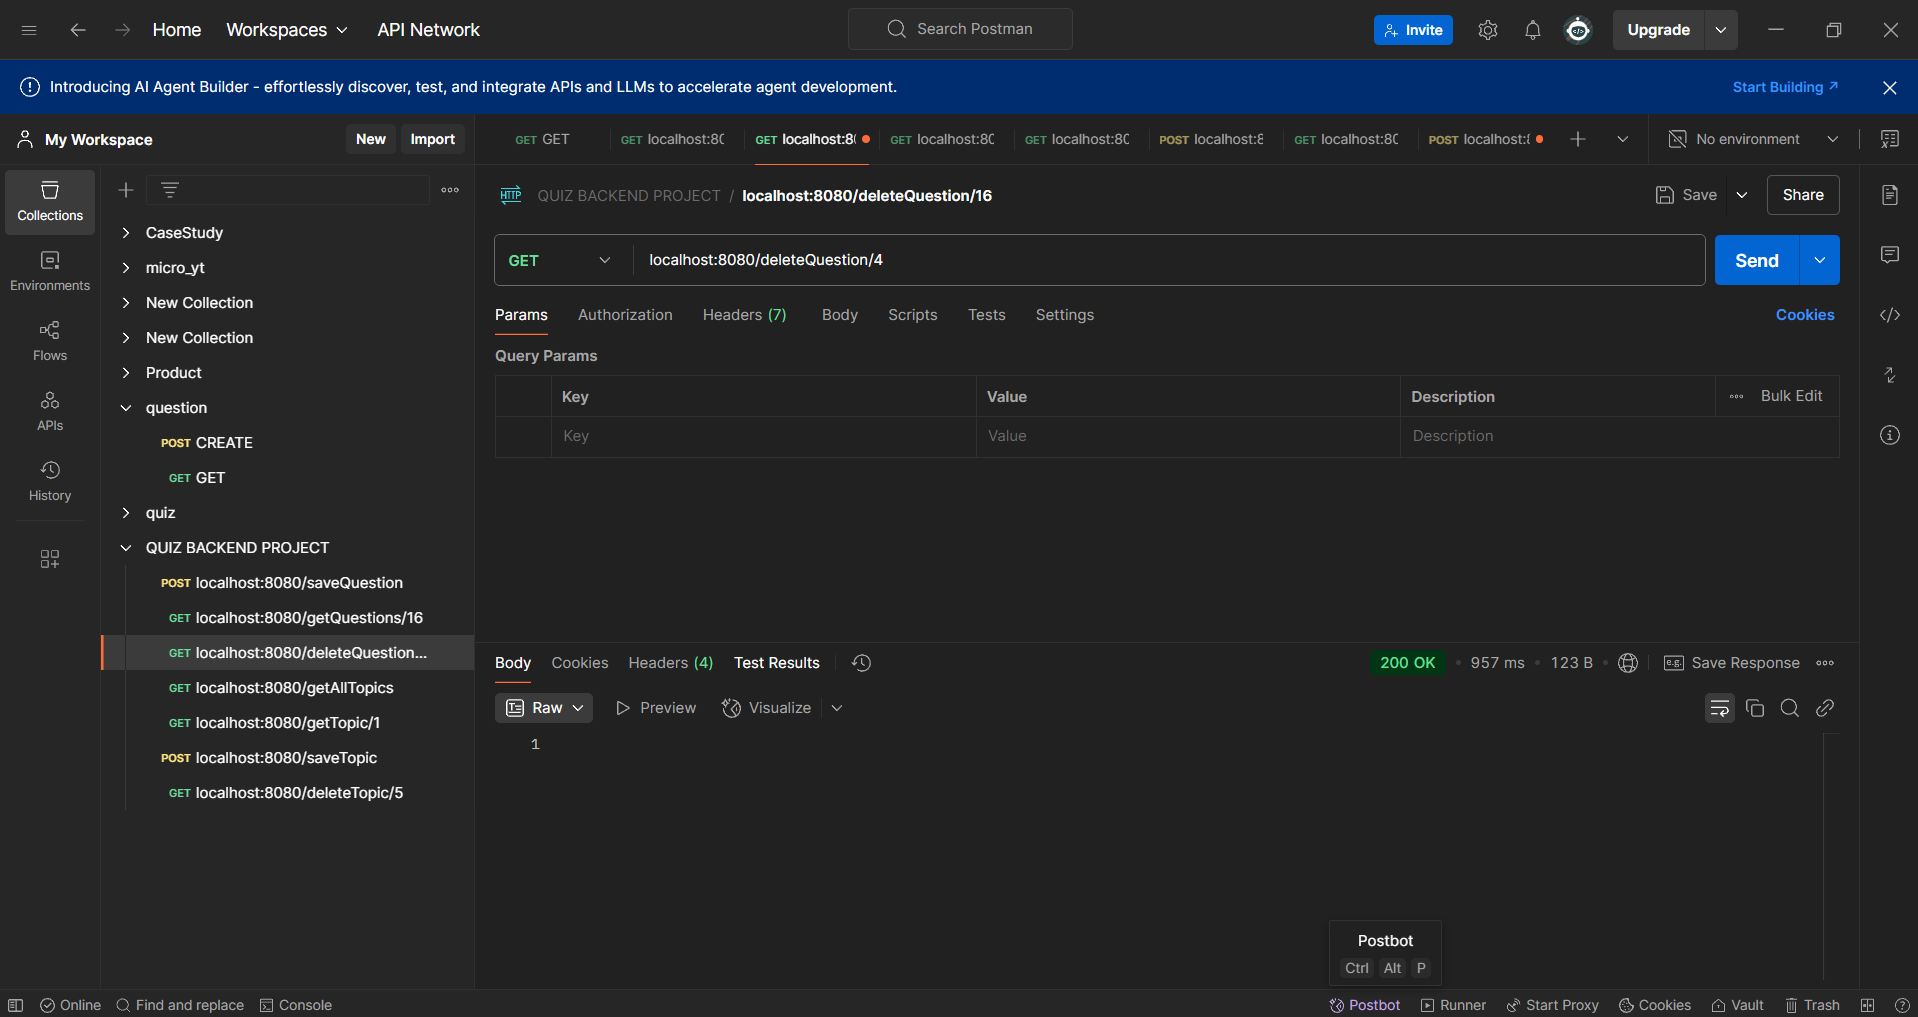 Home Workspaces API Network Search Postman Invite Upgrade
Introducing AI Agent Builder - effortlessly discover, test, and integrate APIs and LLMs to accelerate agent development. Start Building
My Workspace New Import
GET GET GET localhost:80 GET localhost:8 GET localhost:80 GET localhost:80 POST localhost:8 GET localhost:80 POST localhost: No environment
Collections
Environments
Flows
APIs
History
CaseStudy
micro_yt
New Collection
New Collection
Product
question
POST CREATE
GET GET
quiz
QUIZ BACKEND PROJECT
POST localhost:8080/saveQuestion
GET localhost:8080/getQuestions/16
GET localhost:8080/deleteQuestion...
GET localhost:8080/getAllTopics
GET localhost:8080/getTopic/1
POST localhost:8080/saveTopic
GET localhost:8080/deleteTopic/5
HTTP QUIZ BACKEND PROJECT / localhost:8080/deleteQuestion/16 Save Share
GET localhost:8080/deleteQuestion/4 Send
Params Authorization Headers (7) Body Scripts Tests Settings Cookies
Query Params
Key Value Description Bulk Edit
Key Value Description
Body Cookies Headers (4) Test Results 200 OK 957 ms 123 B e.g. Save Response
Raw Preview Visualize
1
Postbot
Ctrl Alt P
Online Find and replace Console Postbot Runner Start Proxy Cookies Vault Trash